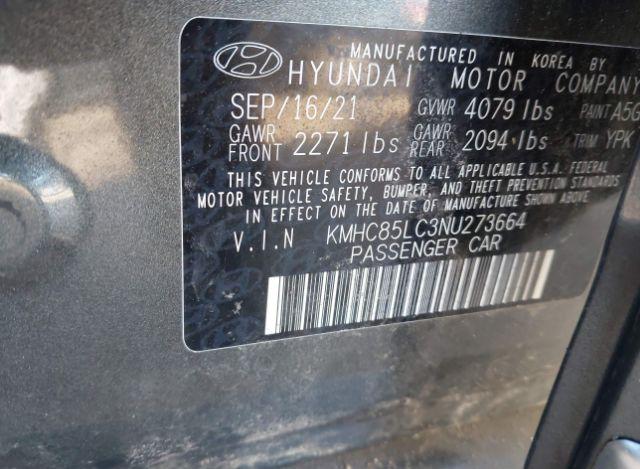 MANUFACTURED IN KOREA BY
HYUNDAI MOTOR COMPANY
SEP/16/21 GVWR 4079 lbs PAINT A5G
GAWR FRONT 2271 lbs GAWR REAR 2094 lbs TRIM YPK
THIS VEHICLE CONFORMS TO ALL APPLICABLE U.S.A. FEDERAL
MOTOR VEHICLE SAFETY, BUMPER, AND THEFT PREVENTION STANDARDS
IN EFFECT ON THE DATE OF MANUFACTURE SHOWN ABOVE.
V.I.N KMHC85LC3NU273664
PASSENGER CAR